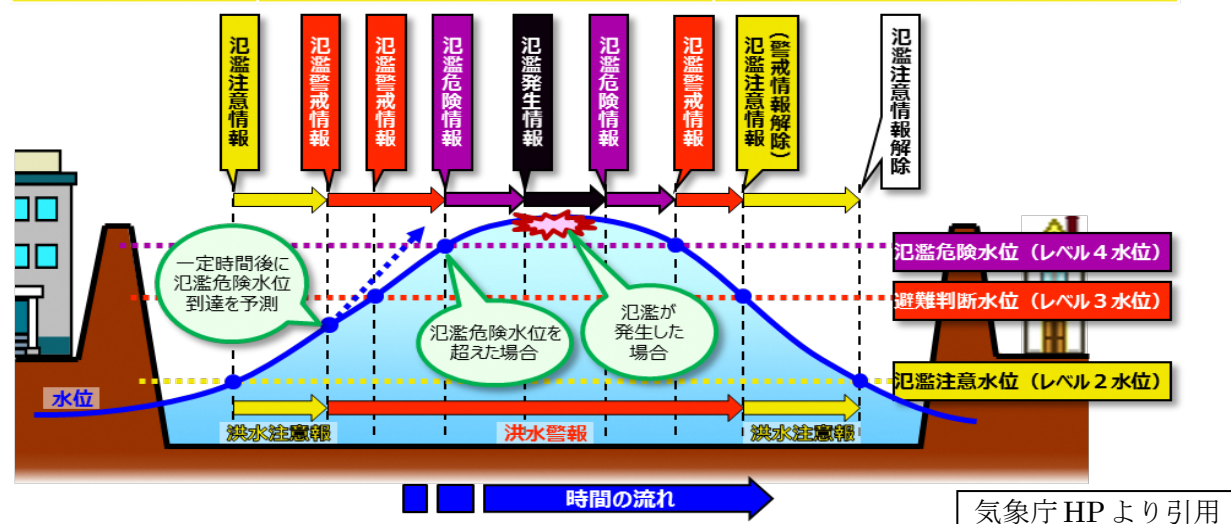 氾濫注意情報
氾濫警戒情報
氾濫警戒情報
氾濫危険情報
氾濫発生情報
氾濫危険情報
氾濫警戒情報
(警戒情報解除)
氾濫注意情報
氾濫注意情報解除
一定時間後に
氾濫危険水位
到達を予測
氾濫危険水位を
超えた場合
氾濫が
発生した
場合
氾濫危険水位(レベル4水位)
避難判断水位(レベル3水位)
氾濫注意水位(レベル2水位)
水位
洪水注意報
洪水警報
洪水注意報
時間の流れ
気象庁HPより引用